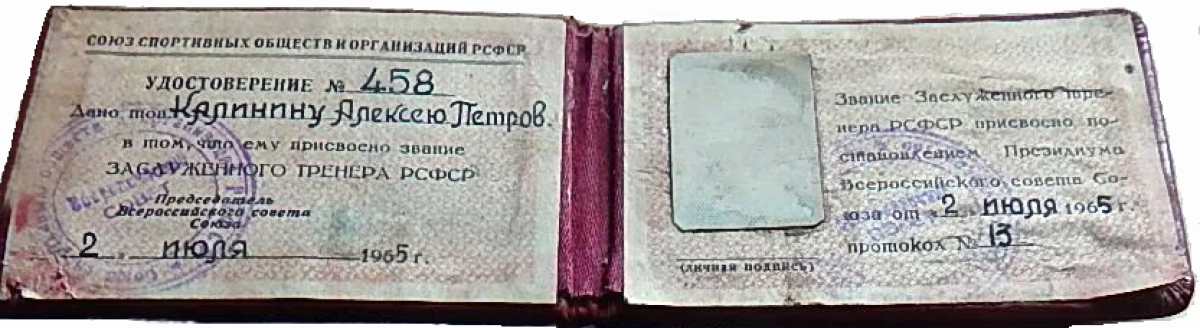 СОЮЗ СПОРТИВНЫХ ОБЩЕСТВ И ОРГАНИЗАЦИЙ РСФСР
УДОСТОВЕРЕНИЕ № 458
Дано тов. Калинину Алексею Петров.
в том, что ему присвоено звание
ЗАСЛУЖЕННОГО ТРЕНЕРА РСФСР
Председатель
Всероссийского совета
Союза
„2„ июля 1965 г.
Звание Заслуженного тре-
нера РСФСР присвоено по-
становлением Президиума
Всероссийского совета Со-
юза от „2„ июля 1965 г.
протокол № 13
(личная подпись)